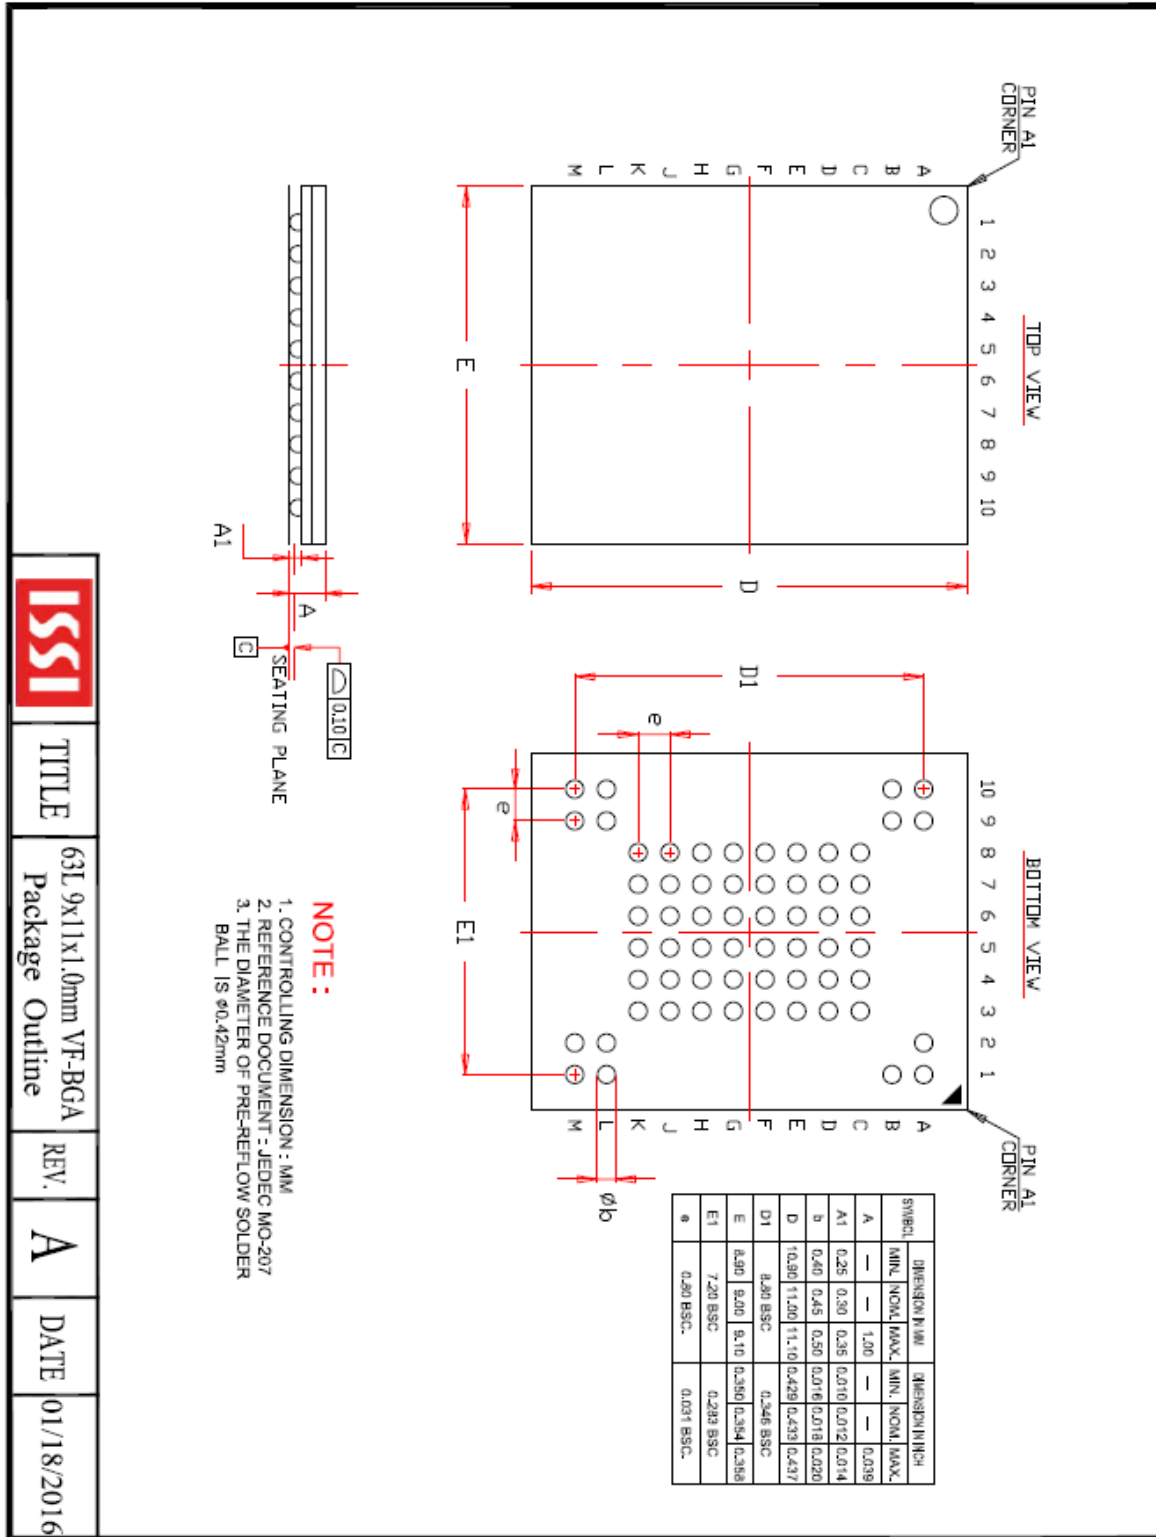 PIN A1
CORNER
TOP VIEW
1 2 3 4 5 6 7 8 9 10
A
B
C
D
E
F
G
H
J
K
L
M
E
D
A1
A
0.10 C
C
SEATING PLANE
PIN A1
CORNER
BOTTOM VIEW
10 9 8 7 6 5 4 3 2 1
A
B
C
D
E
F
G
H
J
K
L
M
D1
e
e
E1
Øb
SYMBOL DIMENSION IN MM DIMENSION IN INCH
MIN. NOM. MAX. MIN. NOM. MAX.
A — — 1.00 — — 0.039
A1 0.25 0.30 0.35 0.010 0.012 0.014
b 0.40 0.45 0.50 0.016 0.018 0.020
D 10.90 11.00 11.10 0.429 0.433 0.437
D1 8.80 BSC 0.346 BSC
E 8.90 9.00 9.10 0.350 0.354 0.358
E1 7.20 BSC 0.283 BSC
e 0.80 BSC. 0.031 BSC.
NOTE :
1. CONTROLLING DIMENSION : MM
2. REFERENCE DOCUMENT : JEDEC MO-207
3. THE DIAMETER OF PRE-REFLOW SOLDER
BALL IS Ø0.42mm
ISSI
TITLE
63L 9x11x1.0mm VF-BGA
Package Outline
REV.
A
DATE
01/18/2016